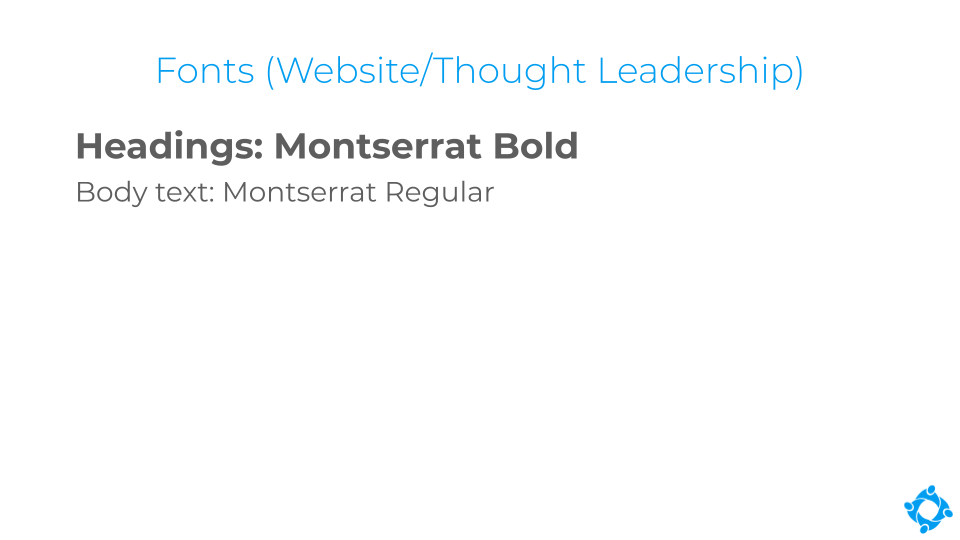 Fonts (Website/Thought Leadership)
Headings: Montserrat Bold
Body text: Montserrat Regular